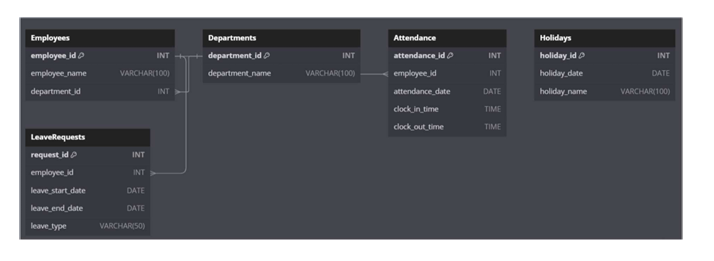 Employees
employee_id INT
employee_name VARCHAR(100)
department_id INT
Departments
department_id INT
department_name VARCHAR(100)
Attendance
attendance_id INT
employee_id INT
attendance_date DATE
clock_in_time TIME
clock_out_time TIME
Holidays
holiday_id INT
holiday_date DATE
holiday_name VARCHAR(100)
LeaveRequests
request_id INT
employee_id INT
leave_start_date DATE
leave_end_date DATE
leave_type VARCHAR(50)